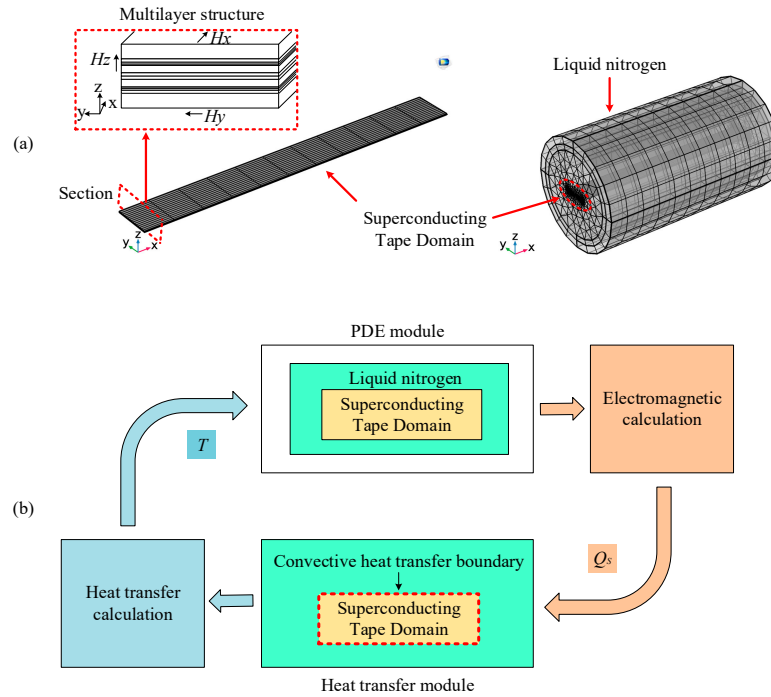 Multilayer structure
Hx
Hz
z
x
y
Hy
Liquid nitrogen
(a)
Section
Superconducting
Tape Domain
z
y
x
z
y
x
PDE module
Liquid nitrogen
Superconducting
Tape Domain
Electromagnetic
calculation
T
(b)
Qs
Convective heat transfer boundary
Heat transfer
calculation
Superconducting
Tape Domain
Heat transfer module